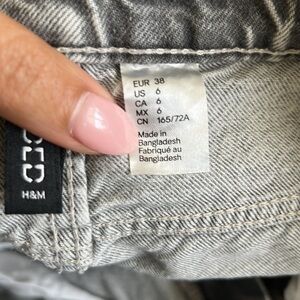 EUR 38
US 6
CA 6
MX 6
CN 165/72A
Made in
Bangladesh
Fabriqué au
Bangladesh
H&M